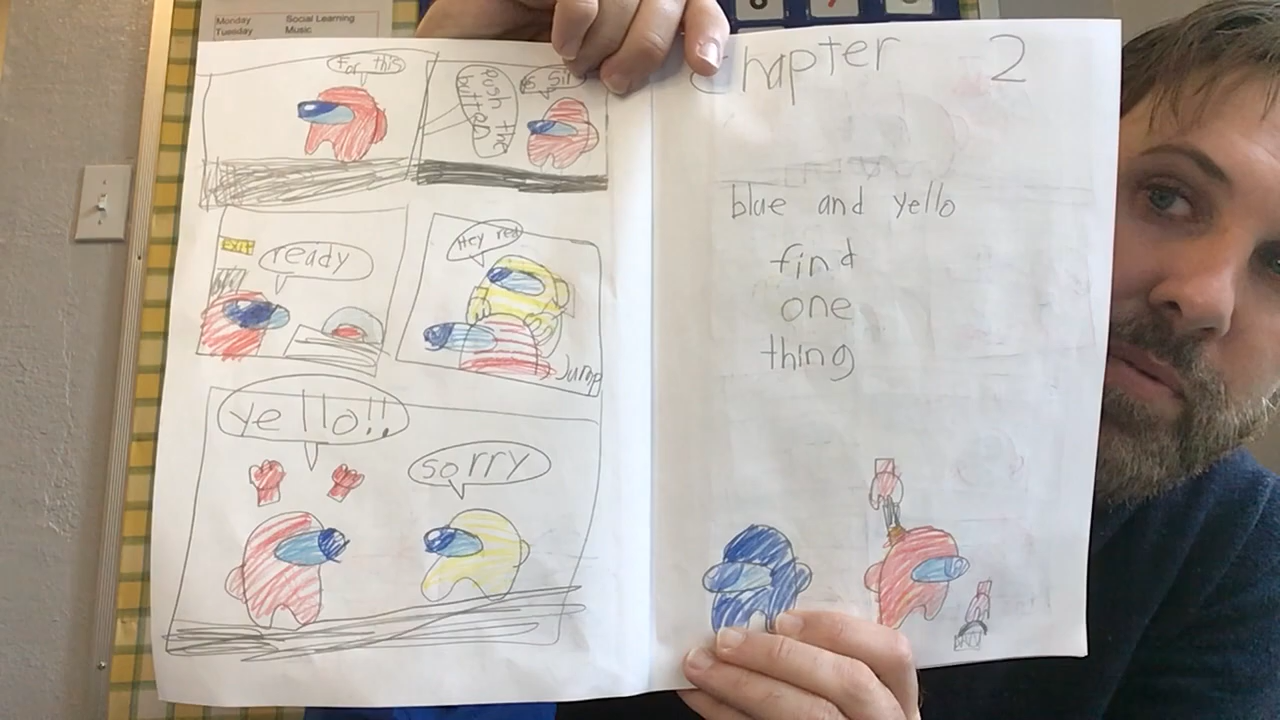 Monday Social Learning
Tuesday Music
For this
Push the
button
Sir
Exit
ready
Hey red
Jump
yello!!
sorry
Chapter 2
blue and yello
find
one
thing